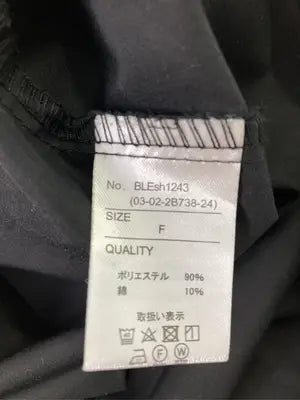 No. BLEsh1243
(03-02-2B738-24)
SIZE
F
QUALITY
ポリエステル 90%
綿 10%
取扱い表示